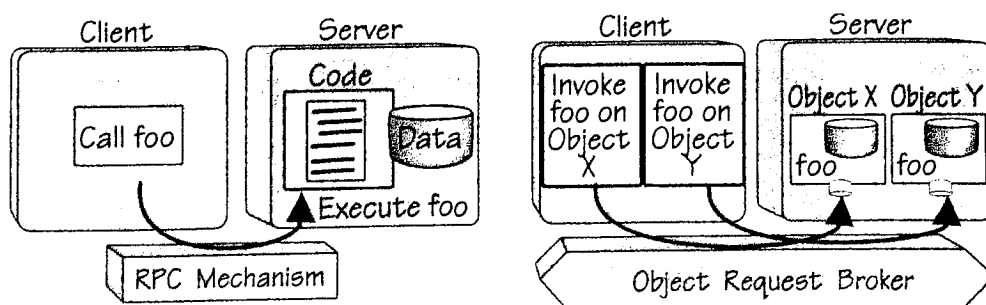 Client
Server
Code
Call foo
Data
Execute foo
RPC Mechanism
Client
Server
Invoke
foo on
Object
X
Invoke
foo on
Object
Y
Object X
Object Y
foo
foo
Object Request Broker